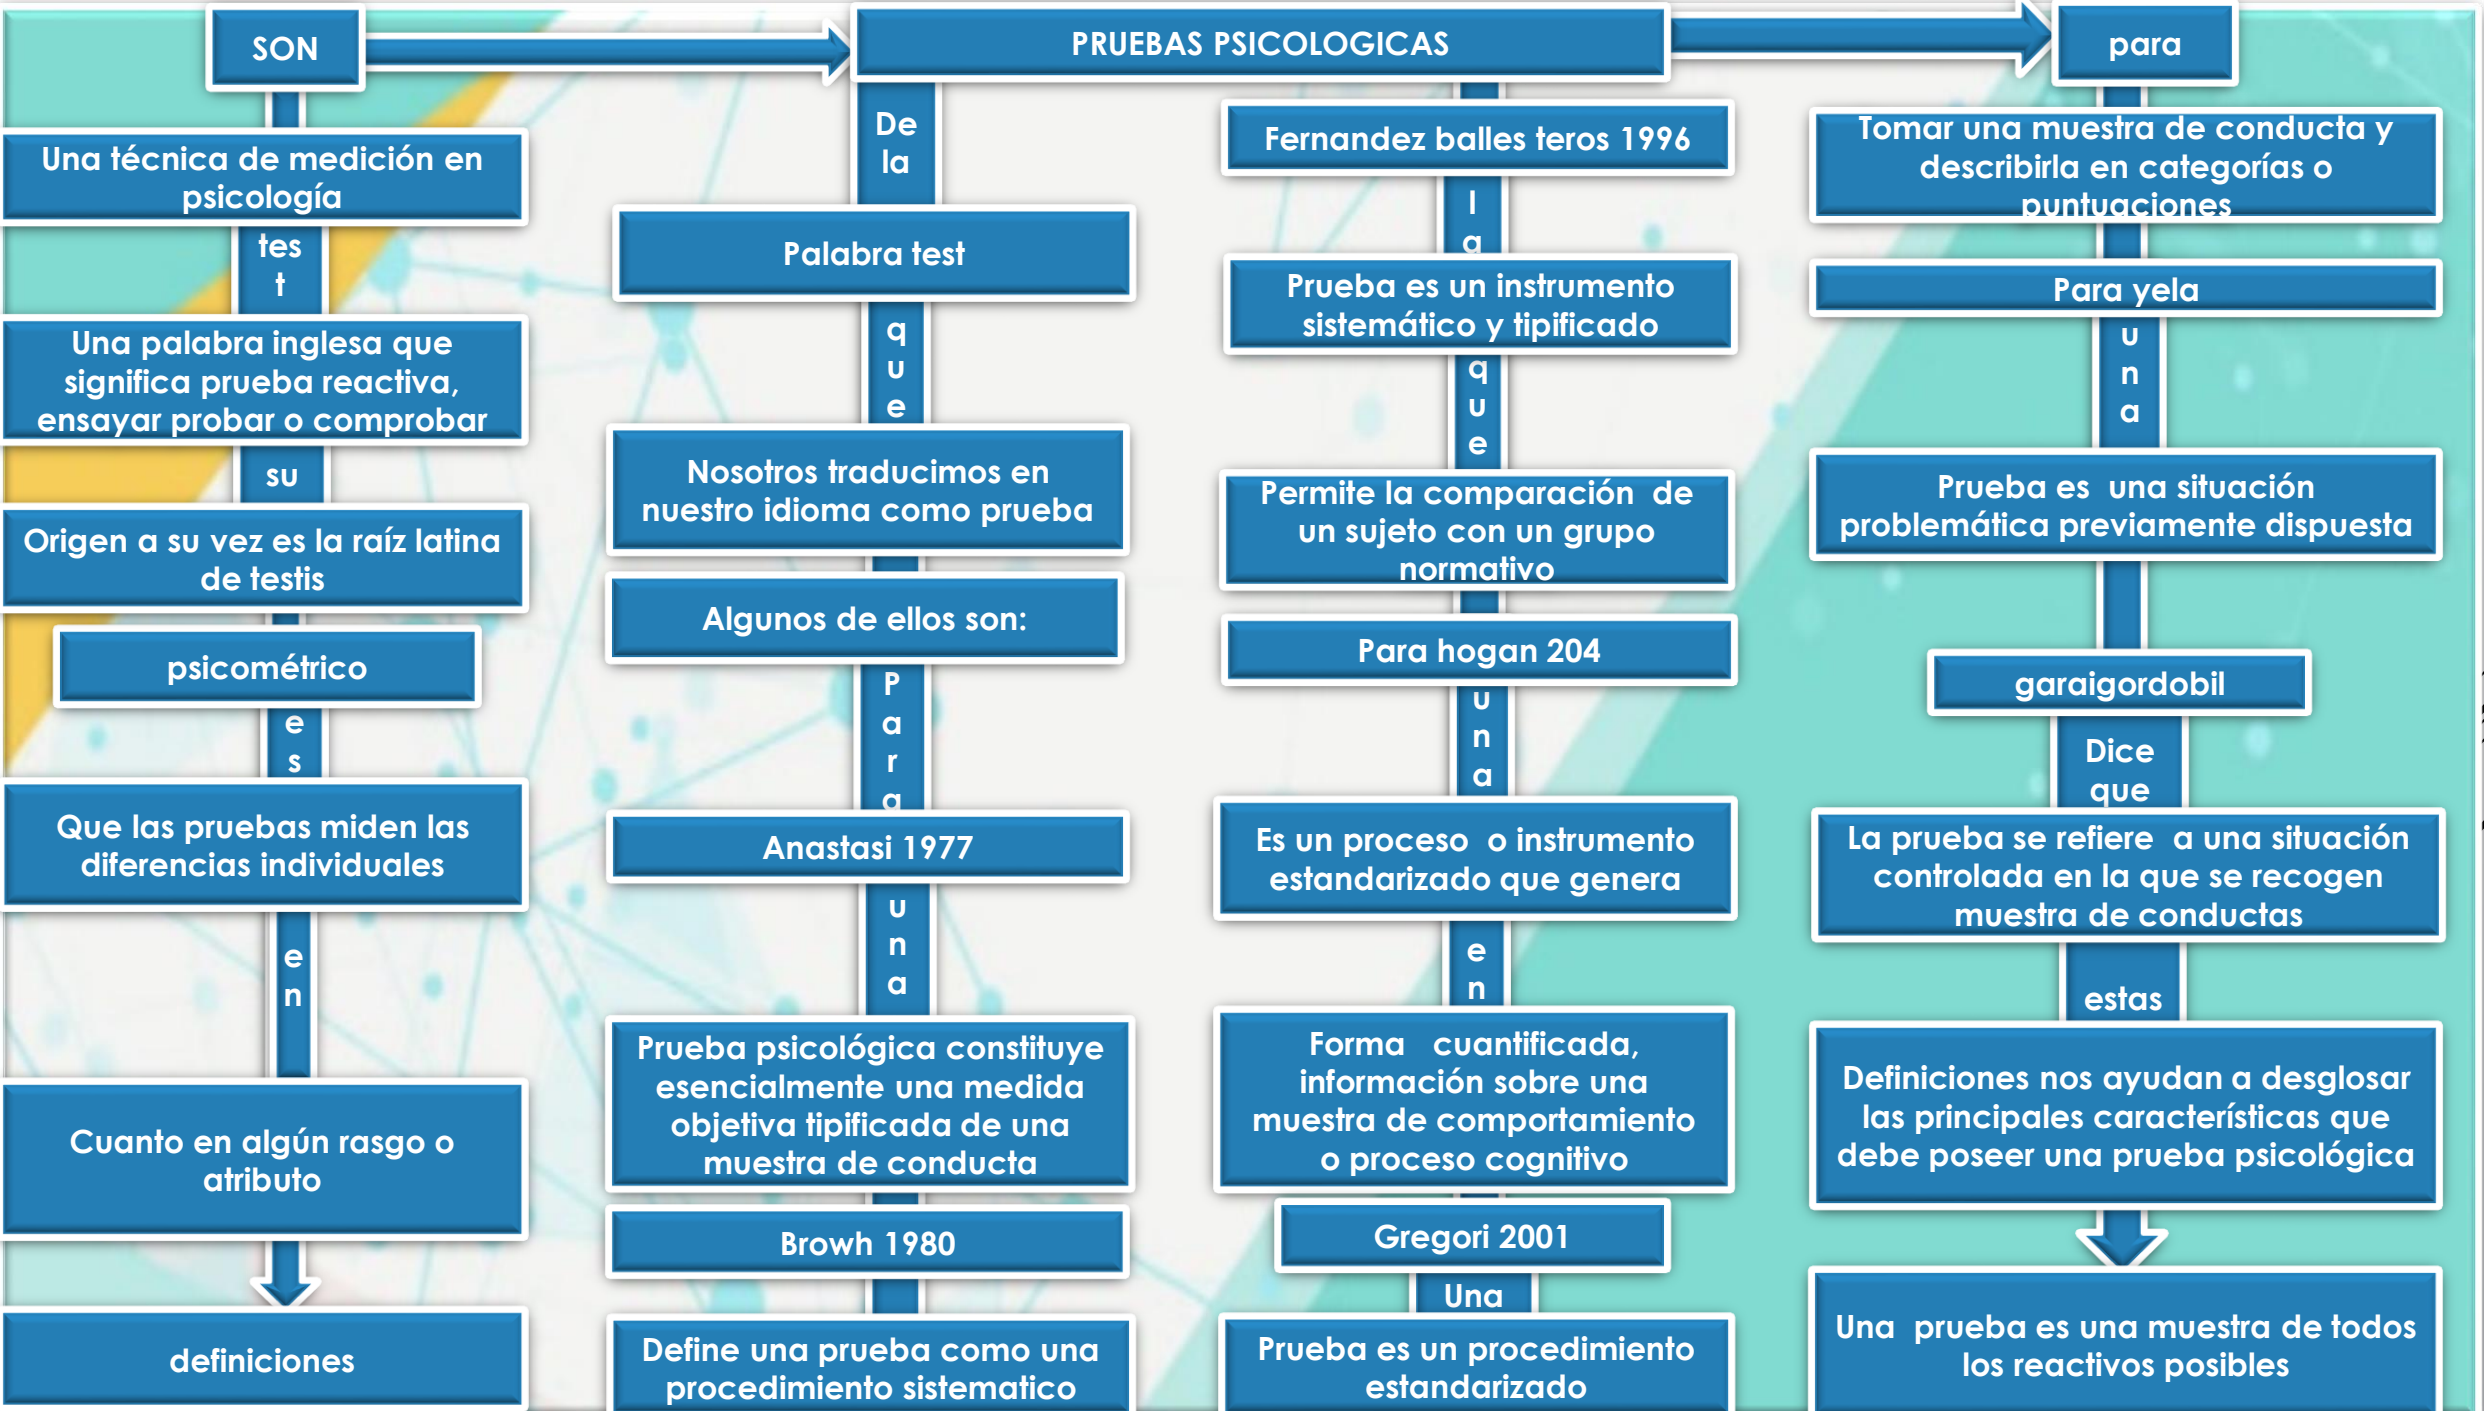 SON
PRUEBAS PSICOLOGICAS
para
Una técnica de medición en
psicología
tes
t
Una palabra inglesa que
significa prueba reactiva,
ensayar probar o comprobar
su
Origen a su vez es la raíz latina
de testis
psicométrico
e
s
Que las pruebas miden las
diferencias individuales
e
n
Cuanto en algún rasgo o
atributo
definiciones
De
la
Palabra test
q
u
e
Nosotros traducimos en
nuestro idioma como prueba
Algunos de ellos son:
P
a
r
a
Anastasi 1977
u
n
a
Prueba psicológica constituye
esencialmente una medida
objetiva tipificada de una
muestra de conducta
Browh 1980
Define una prueba como una
procedimiento sistematico
Fernandez balles teros 1996
l
a
Prueba es un instrumento
sistemático y tipificado
q
u
e
Permite la comparación de
un sujeto con un grupo
normativo
Para hogan 204
u
n
a
Es un proceso o instrumento
estandarizado que genera
e
n
Forma cuantificada,
información sobre una
muestra de comportamiento
o proceso cognitivo
Gregori 2001
Una
Prueba es un procedimiento
estandarizado
Tomar una muestra de conducta y
describirla en categorías o
puntuaciones
Para yela
u
n
a
Prueba es una situación
problemática previamente dispuesta
garaigordobil
Dice
que
La prueba se refiere a una situación
controlada en la que se recogen
muestra de conductas
estas
Definiciones nos ayudan a desglosar
las principales características que
debe poseer una prueba psicológica
Una prueba es una muestra de todos
los reactivos posibles